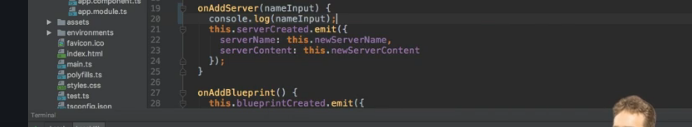 app.component.ts
app.module.ts
assets
environments
favicon.ico
index.html
main.ts
polyfills.ts
styles.css
test.ts
tsconfig.json
19 onAddServer(nameInput) {
20 console.log(nameInput);
21 this.serverCreated.emit({
22 serverName: this.newServerName,
23 serverContent: this.newServerContent
24 });
25 }
26
27 onAddBlueprint() {
28 this.blueprintCreated.emit({
Terminal